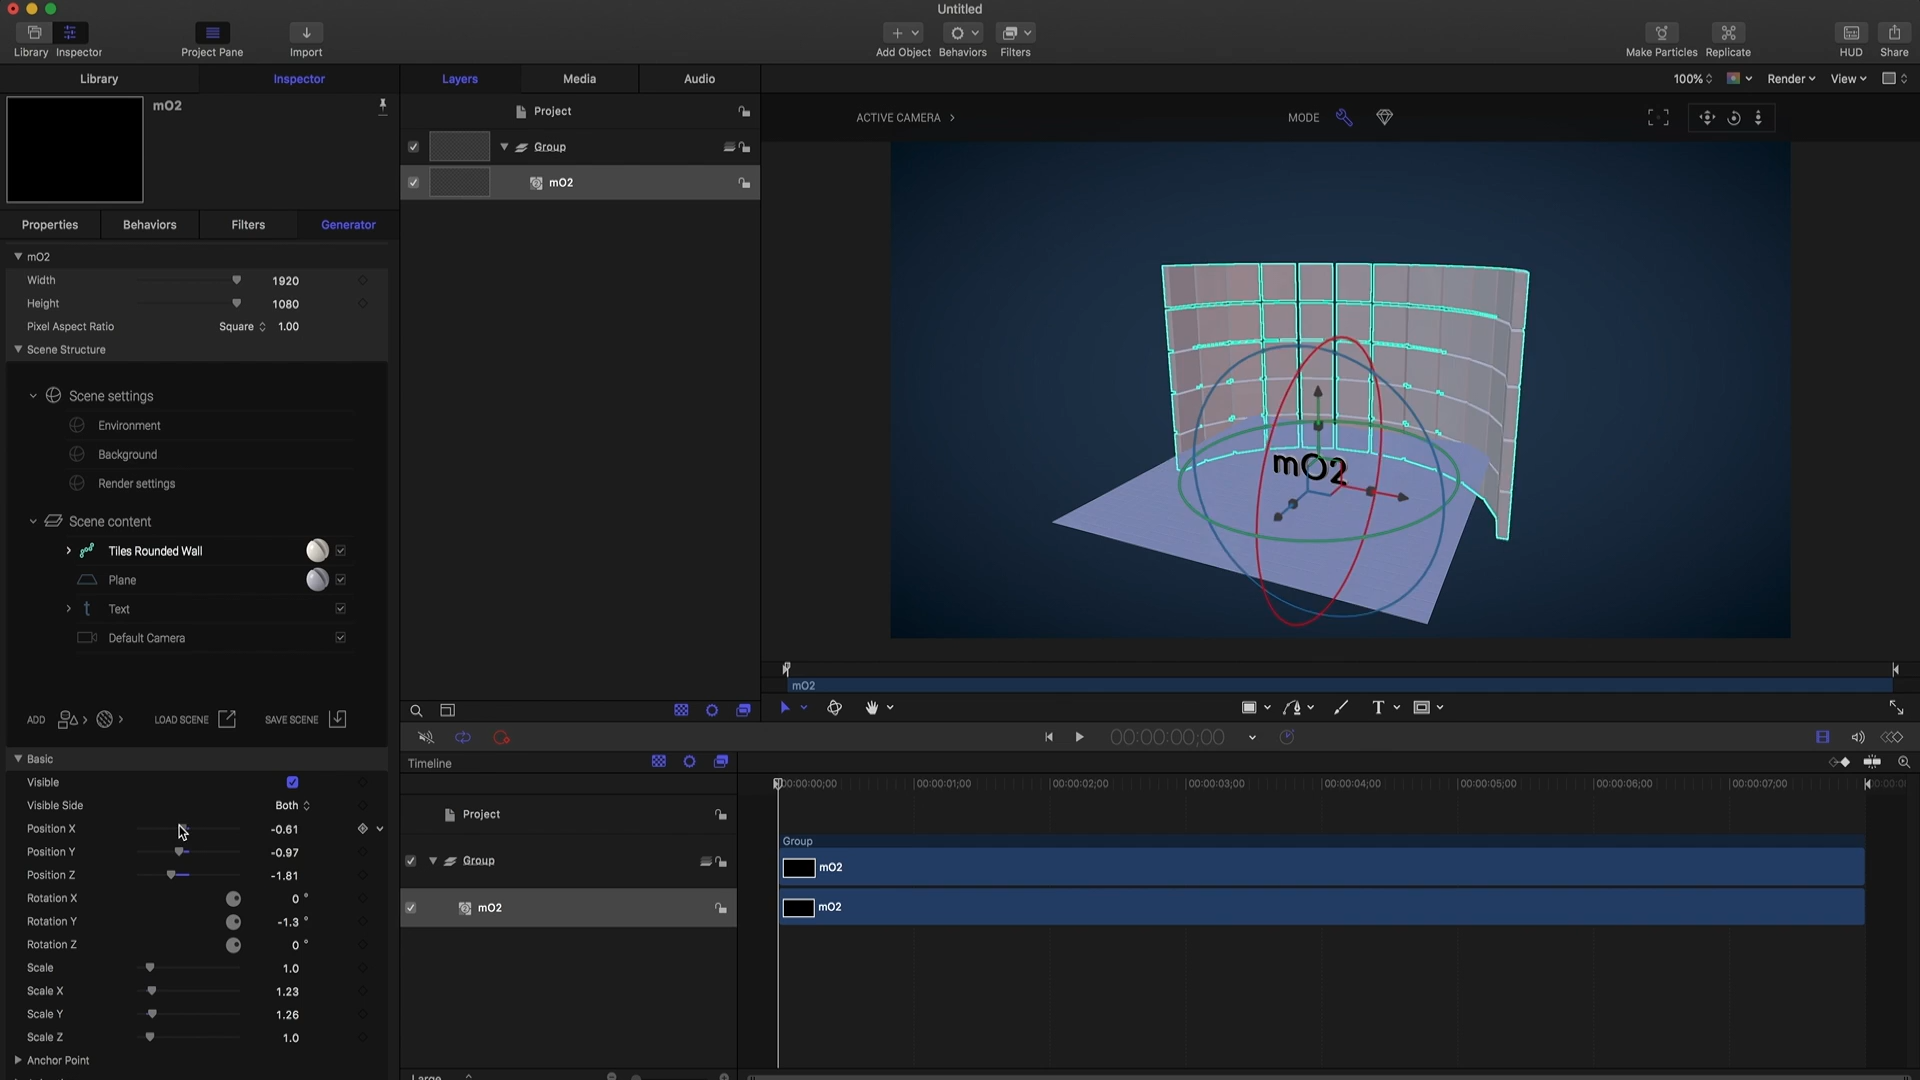 Untitled
Library
Inspector
Project Pane
Import
Add Object
Behaviors
Filters
Make Particles
Replicate
HUD
Share
Library
Inspector
Layers
Media
Audio
100%
Render
View
mO2
Project
Group
mO2
ACTIVE CAMERA
MODE
Properties
Behaviors
Filters
Generator
mO2
Width 1920
Height 1080
Pixel Aspect Ratio Square 1.00
Scene Structure
Scene settings
Environment
Background
Render settings
Scene content
Tiles Rounded Wall
Plane
Text
Default Camera
ADD
LOAD SCENE
SAVE SCENE
mO2
mO2
00:00:00;00
Basic
Visible
Visible Side Both
Position X -0.61
Position Y -0.97
Position Z -1.81
Rotation X 0 °
Rotation Y -1.3 °
Rotation Z 0 °
Scale 1.0
Scale X 1.23
Scale Y 1.26
Scale Z 1.0
Anchor Point
Timeline
00:00:00;00
00:00:01;00
00:00:02;00
00:00:03;00
00:00:04;00
00:00:05;00
00:00:06;00
00:00:07;00
Project
Group
mO2
Group
mO2
mO2
Large